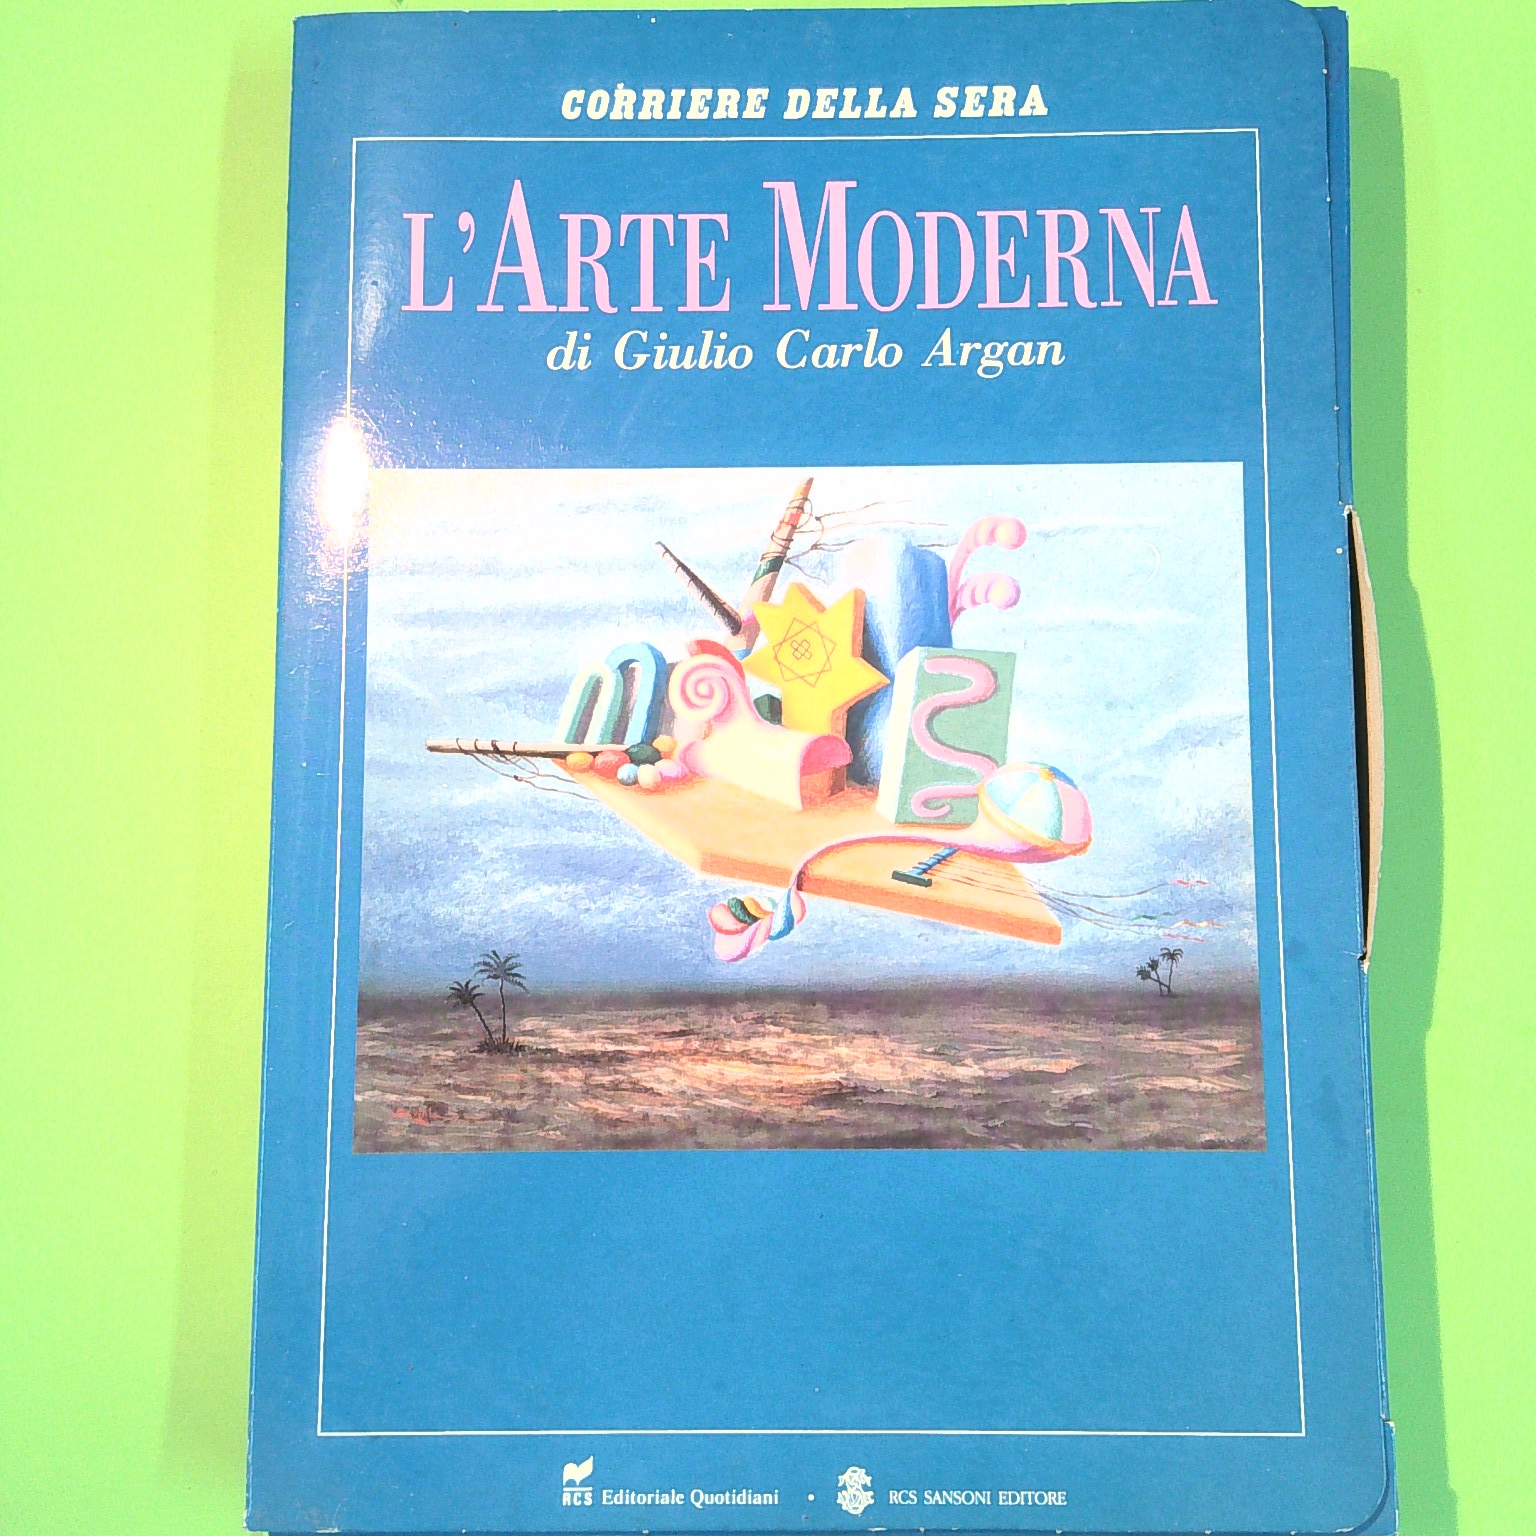 CORRIERE DELLA SERA
L'ARTE MODERNA
di Giulio Carlo Argan
RCS Editoriale Quotidiani • RCS SANSONI EDITORE